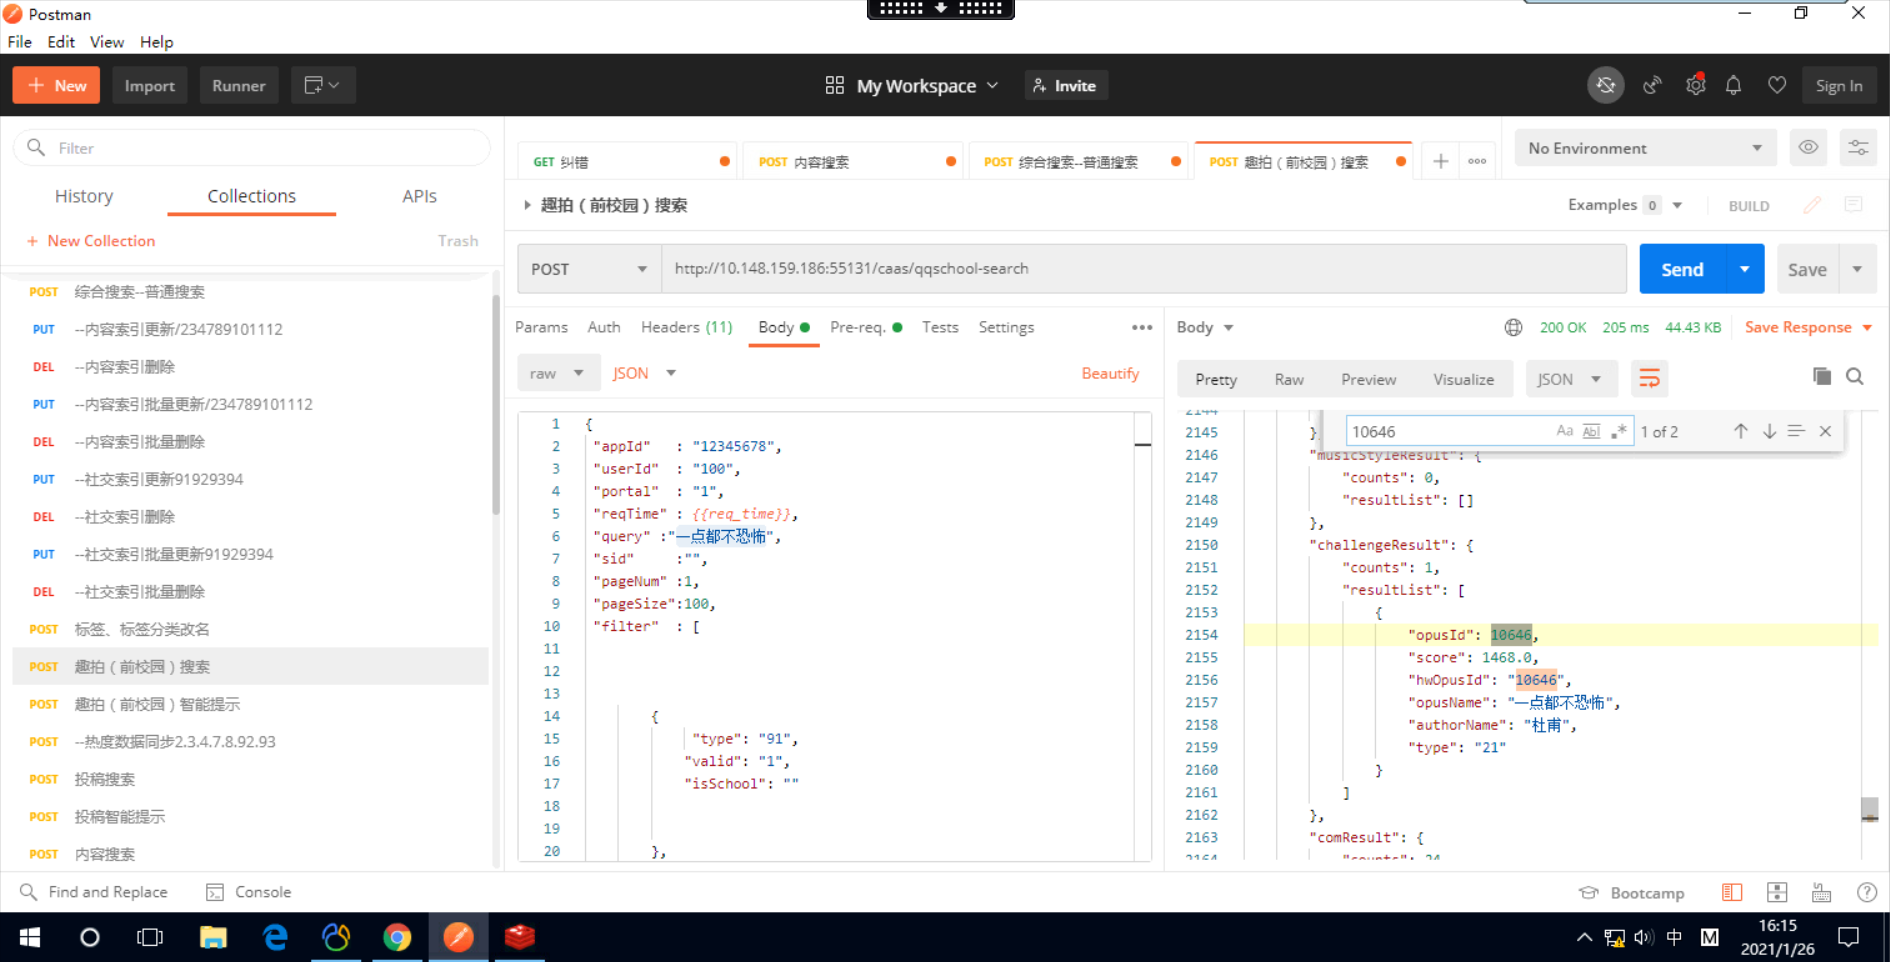 Postman
File Edit View Help
New Import Runner My Workspace Invite Sign In
Filter
History Collections APIs
+ New Collection Trash
POST 综合搜索--普通搜索
PUT --内容索引更新/234789101112
DEL --内容索引删除
PUT --内容索引批量更新/234789101112
DEL --内容索引批量删除
PUT --社交索引更新91929394
DEL --社交索引删除
PUT --社交索引批量更新91929394
DEL --社交索引批量删除
POST 标签、标签分类改名
POST 趣拍（前校园）搜索
POST 趣拍（前校园）智能提示
POST --热度数据同步2.3.4.7.8.92.93
POST 投稿搜索
POST 投稿智能提示
POST 内容搜索
GET 纠错 POST 内容搜索 POST 综合搜索--普通搜索 POST 趣拍（前校园）搜索
No Environment
趣拍（前校园）搜索 Examples 0 BUILD
POST http://10.148.159.186:55131/caas/qqschool-search Send Save
Params Auth Headers (11) Body Pre-req. Tests Settings
raw JSON Beautify
1 {
2 "appId" : "12345678",
3 "userId" : "100",
4 "portal" : "1",
5 "reqTime" : {{req_time}},
6 "query" :"一点都不恐怖",
7 "sid" :"",
8 "pageNum" :1,
9 "pageSize":100,
10 "filter" : [
11
12
13
14 {
15 "type": "91",
16 "valid": "1",
17 "isSchool": ""
18
19
20 },
Body 200 OK 205 ms 44.43 KB Save Response
Pretty Raw Preview Visualize JSON
10646 Aa Abl .* 1 of 2
2144
2145 }
2146 "musicStyleResult": {
2147 "counts": 0,
2148 "resultList": []
2149 },
2150 "challengeResult": {
2151 "counts": 1,
2152 "resultList": [
2153 {
2154 "opusId": 10646,
2155 "score": 1468.0,
2156 "hwOpusId": "10646",
2157 "opusName": "一点都不恐怖",
2158 "authorName": "杜甫",
2159 "type": "21"
2160 }
2161 ]
2162 },
2163 "comResult": {
2164 "counts": 24
Find and Replace Console Bootcamp
中 M 16:15
2021/1/26